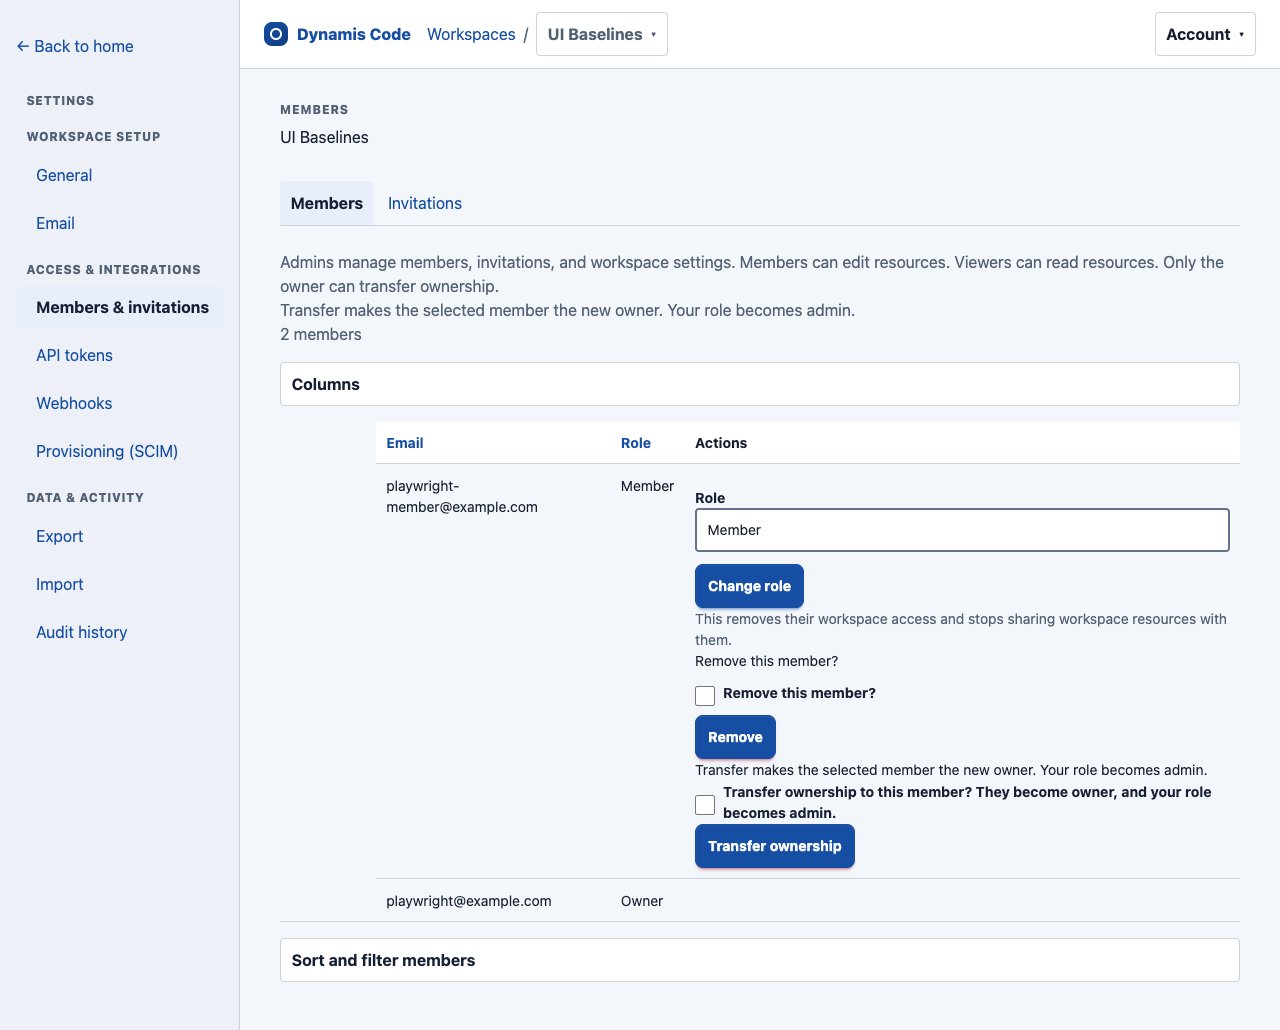 ← Back to home
SETTINGS
WORKSPACE SETUP
General
Email
ACCESS & INTEGRATIONS
Members & invitations
API tokens
Webhooks
Provisioning (SCIM)
DATA & ACTIVITY
Export
Import
Audit history
Dynamis Code
Workspaces /
UI Baselines
Account
MEMBERS
UI Baselines
Members
Invitations
Admins manage members, invitations, and workspace settings. Members can edit resources. Viewers can read resources. Only the
owner can transfer ownership.
Transfer makes the selected member the new owner. Your role becomes admin.
2 members
Columns
Email Role Actions
playwright-
member@example.com
Member
Role
Member
Change role
This removes their workspace access and stops sharing workspace resources with
them.
Remove this member?
Remove this member?
Remove
Transfer makes the selected member the new owner. Your role becomes admin.
Transfer ownership to this member? They become owner, and your role
becomes admin.
Transfer ownership
playwright@example.com Owner
Sort and filter members